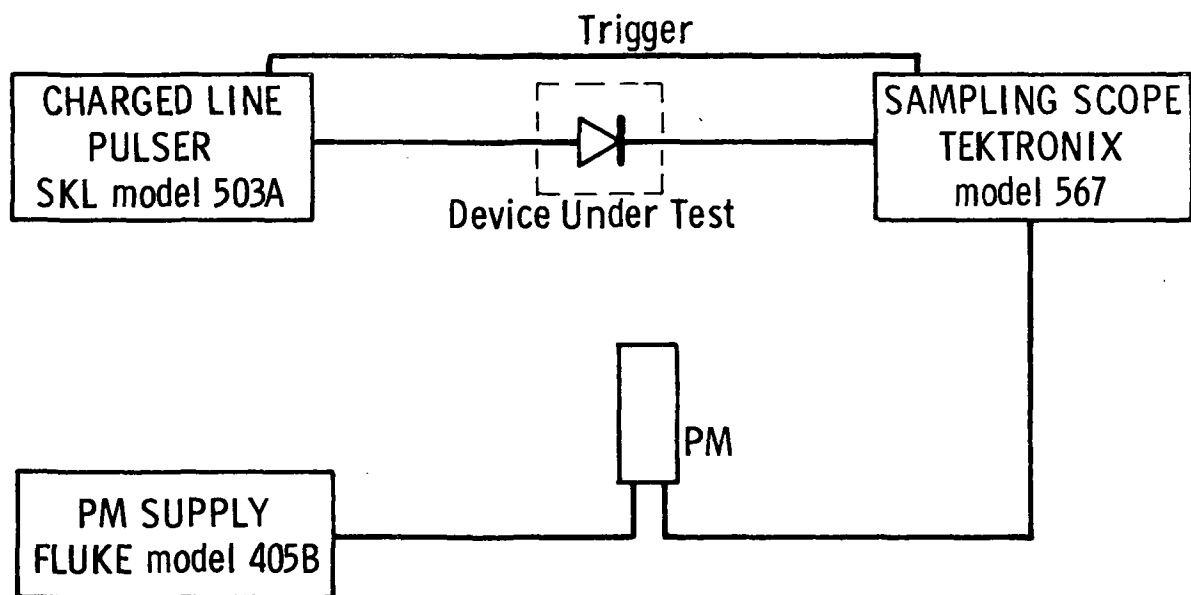 Trigger
CHARGED LINE
PULSER
SKL model 503A
Device Under Test
SAMPLING SCOPE
TEKTRONIX
model 567
PM
PM SUPPLY
FLUKE model 405B